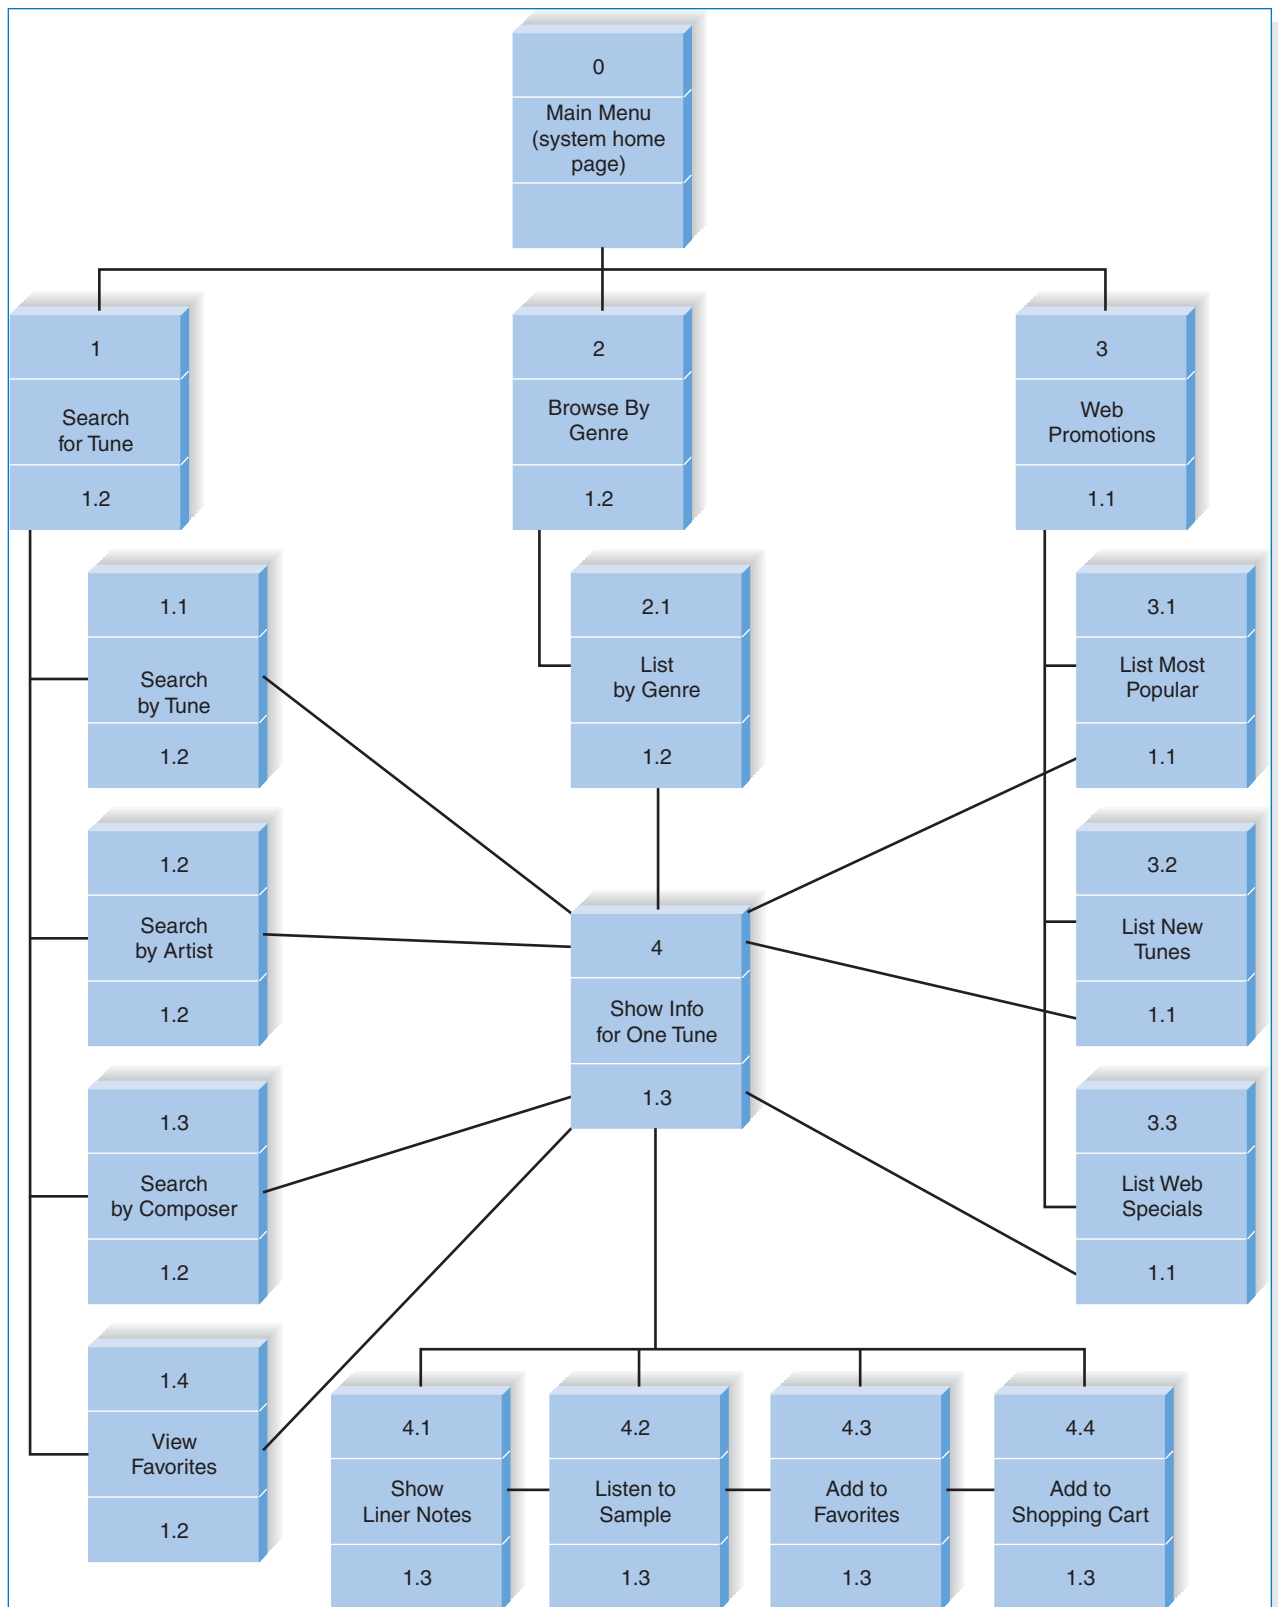 0
Main Menu
(system home
page)
1
Search
for Tune
1.2
2
Browse By
Genre
1.2
3
Web
Promotions
1.1
1.1
Search
by Tune
1.2
2.1
List
by Genre
1.2
3.1
List Most
Popular
1.1
1.2
Search
by Artist
1.2
4
Show Info
for One Tune
1.3
3.2
List New
Tunes
1.1
1.3
Search
by Composer
1.2
3.3
List Web
Specials
1.1
1.4
View
Favorites
1.2
4.1
Show
Liner Notes
1.3
4.2
Listen to
Sample
1.3
4.3
Add to
Favorites
1.3
4.4
Add to
Shopping Cart
1.3